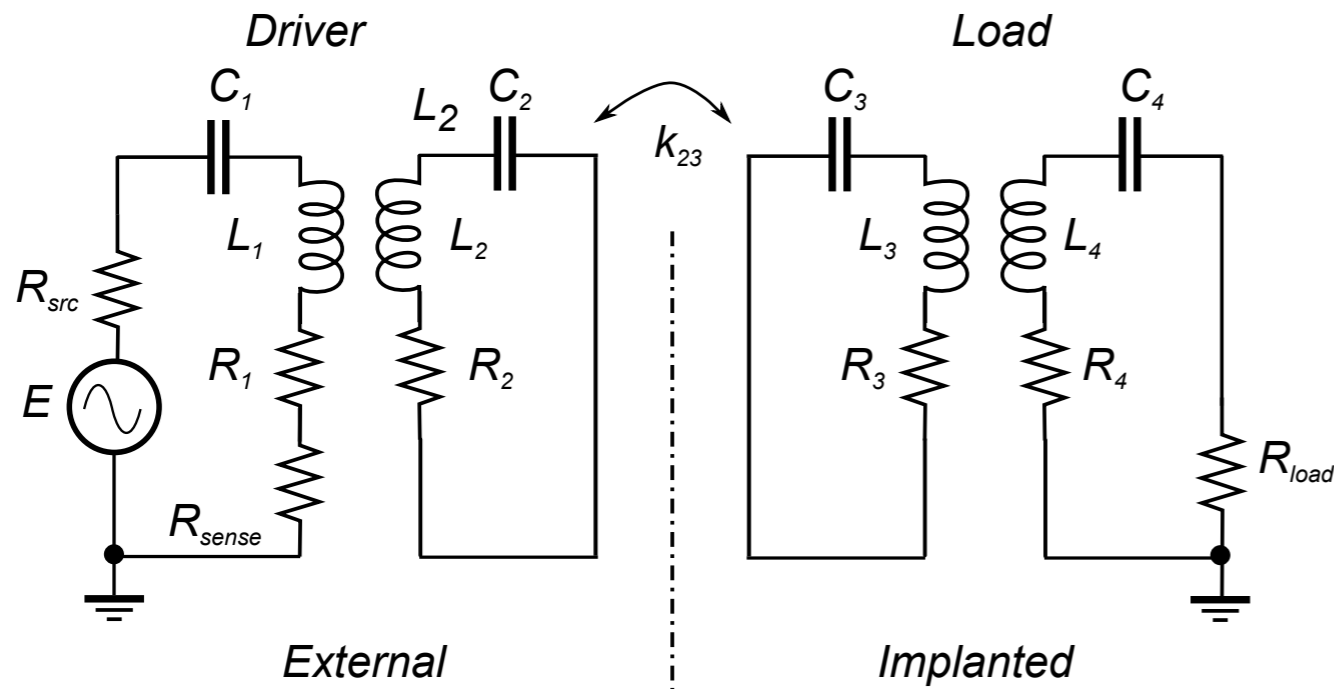 Driver
Load
C1
L2
C2
k23
C3
C4
L1
L2
L3
L4
Rsrc
R1
R2
R3
R4
E
Rsense
Rload
External
Implanted